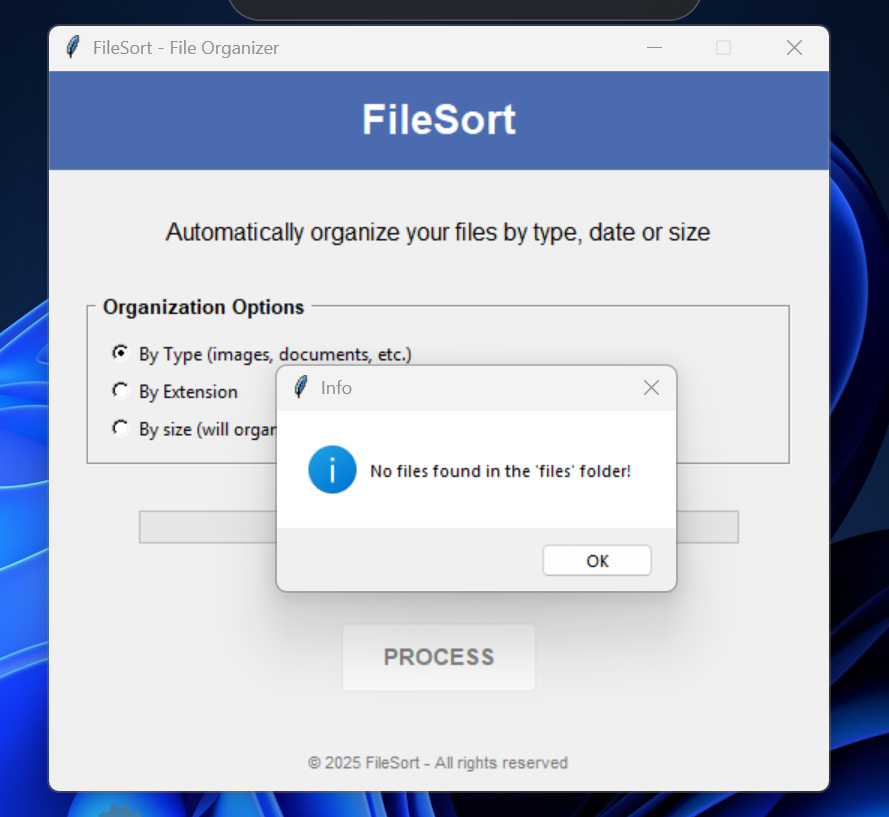 FileSort - File Organizer
FileSort
Automatically organize your files by type, date or size
Organization Options
By Type (images, documents, etc.)
By Extension
By size (will organ
Info
No files found in the 'files' folder!
OK
PROCESS
© 2025 FileSort - All rights reserved